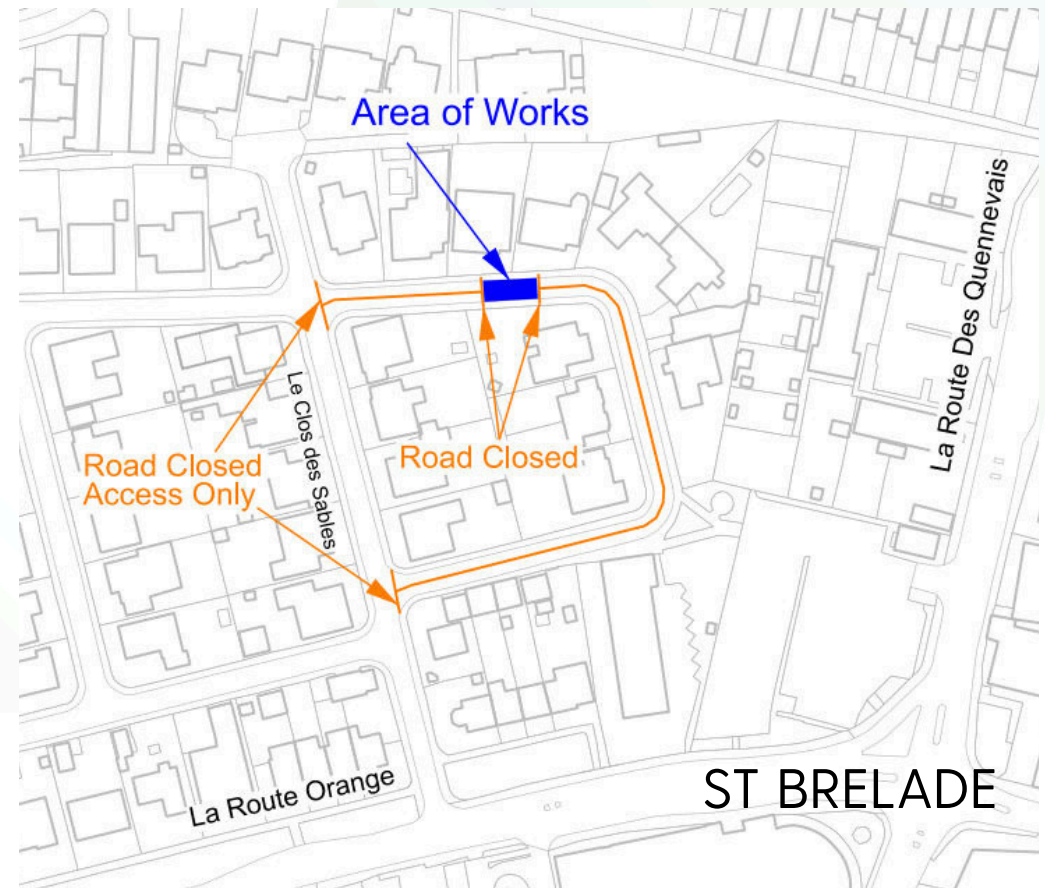 Area of Works
La Route Des Quennevais
Le Clos des Sables
Road Closed
Access Only
Road Closed
La Route Orange
ST BRELADE